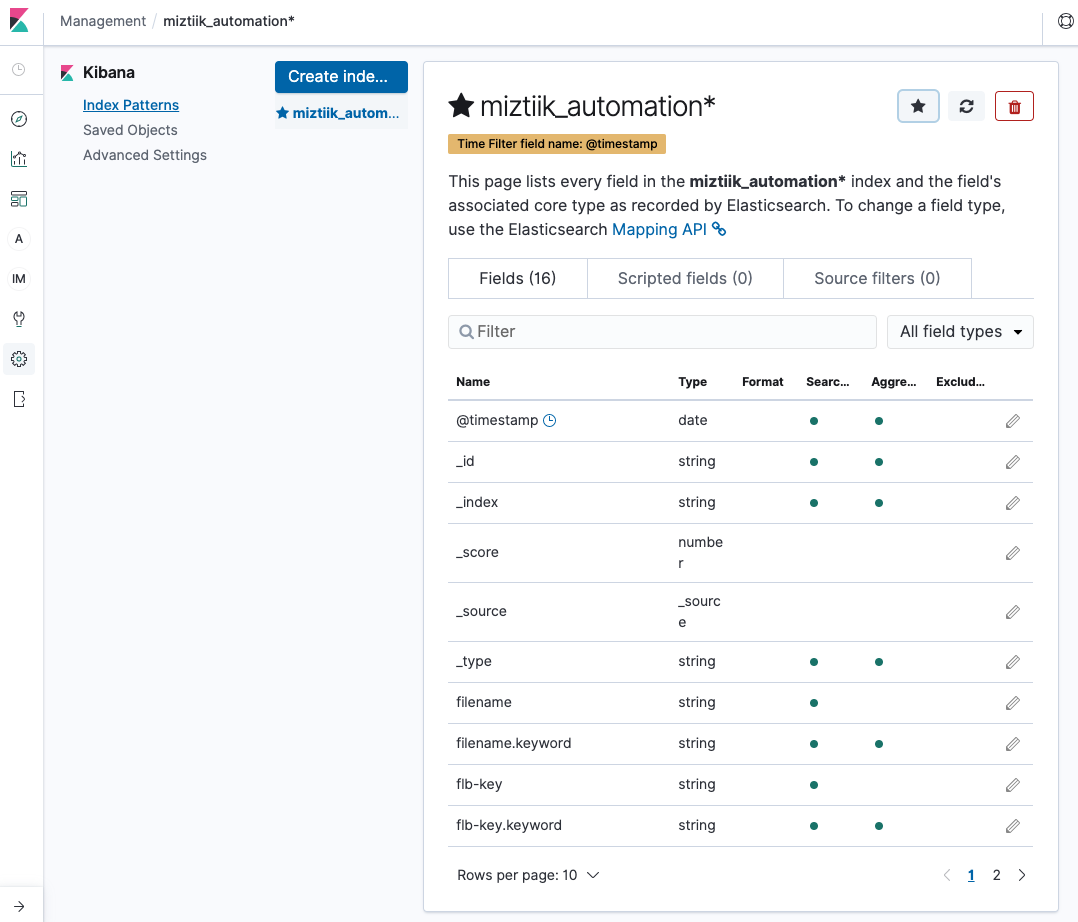 Management / miztiik_automation*
Kibana
Index Patterns
Saved Objects
Advanced Settings
A
IM
Create inde...
miztiik_autom...
miztiik_automation*
Time Filter field name: @timestamp
This page lists every field in the miztiik_automation* index and the field's
associated core type as recorded by Elasticsearch. To change a field type,
use the Elasticsearch Mapping API
Fields (16) Scripted fields (0) Source filters (0)
Filter All field types
Name Type Format Searc... Aggre... Exclud...
@timestamp date
_id string
_index string
_score numbe
r
_source _sourc
e
_type string
filename string
filename.keyword string
flb-key string
flb-key.keyword string
Rows per page: 10 1 2